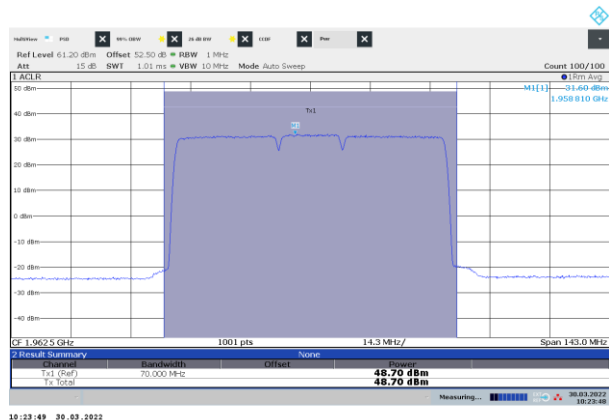 MultiView PSD 99% OBW 26 dB BW CCDF Pwr
Ref Level 61.20 dBm Offset 52.50 dB RBW 1 MHz
Att 15 dB SWT 1.01 ms VBW 10 MHz Mode Auto Sweep Count 100/100
1 ACLR 1Rm Avg
50 dBm M1[1] 31.60 dBm
1.958 810 GHz
40 dBm Tx1
M1
30 dBm
20 dBm
10 dBm
0 dBm
-10 dBm
-20 dBm
-30 dBm
-40 dBm
CF 1.9625 GHz 1001 pts 14.3 MHz/ Span 143.0 MHz
2 Result Summary None
Channel Bandwidth Offset Power
Tx1 (Ref) 70.000 MHz 48.70 dBm
Tx Total 48.70 dBm
Measuring... 30.03.2022
10:23:48
10:23:49 30.03.2022